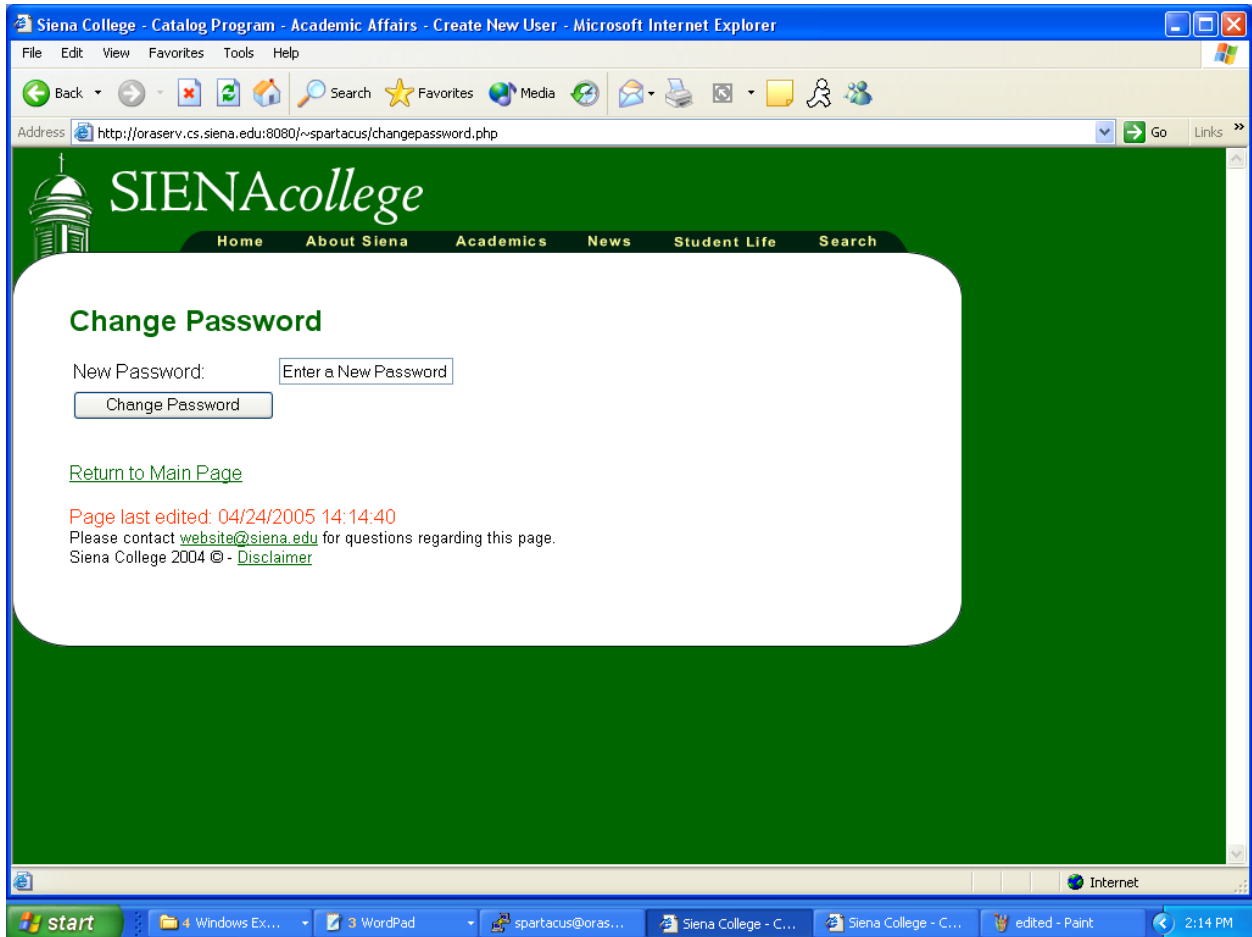 Siena College - Catalog Program - Academic Affairs - Create New User - Microsoft Internet Explorer
File Edit View Favorites Tools Help
Back Search Favorites Media
Address http://oraserv.cs.siena.edu:8080/~spartacus/changepassword.php Go Links »
SIENAcollege
Home About Siena Academics News Student Life Search
Change Password
New Password: Enter a New Password
Change Password
Return to Main Page
Page last edited: 04/24/2005 14:14:40
Please contact website@siena.edu for questions regarding this page.
Siena College 2004 © - Disclaimer
Internet
start 4 Windows Ex... 3 WordPad spartacus@oras... Siena College - C... Siena College - C... edited - Paint 2:14 PM